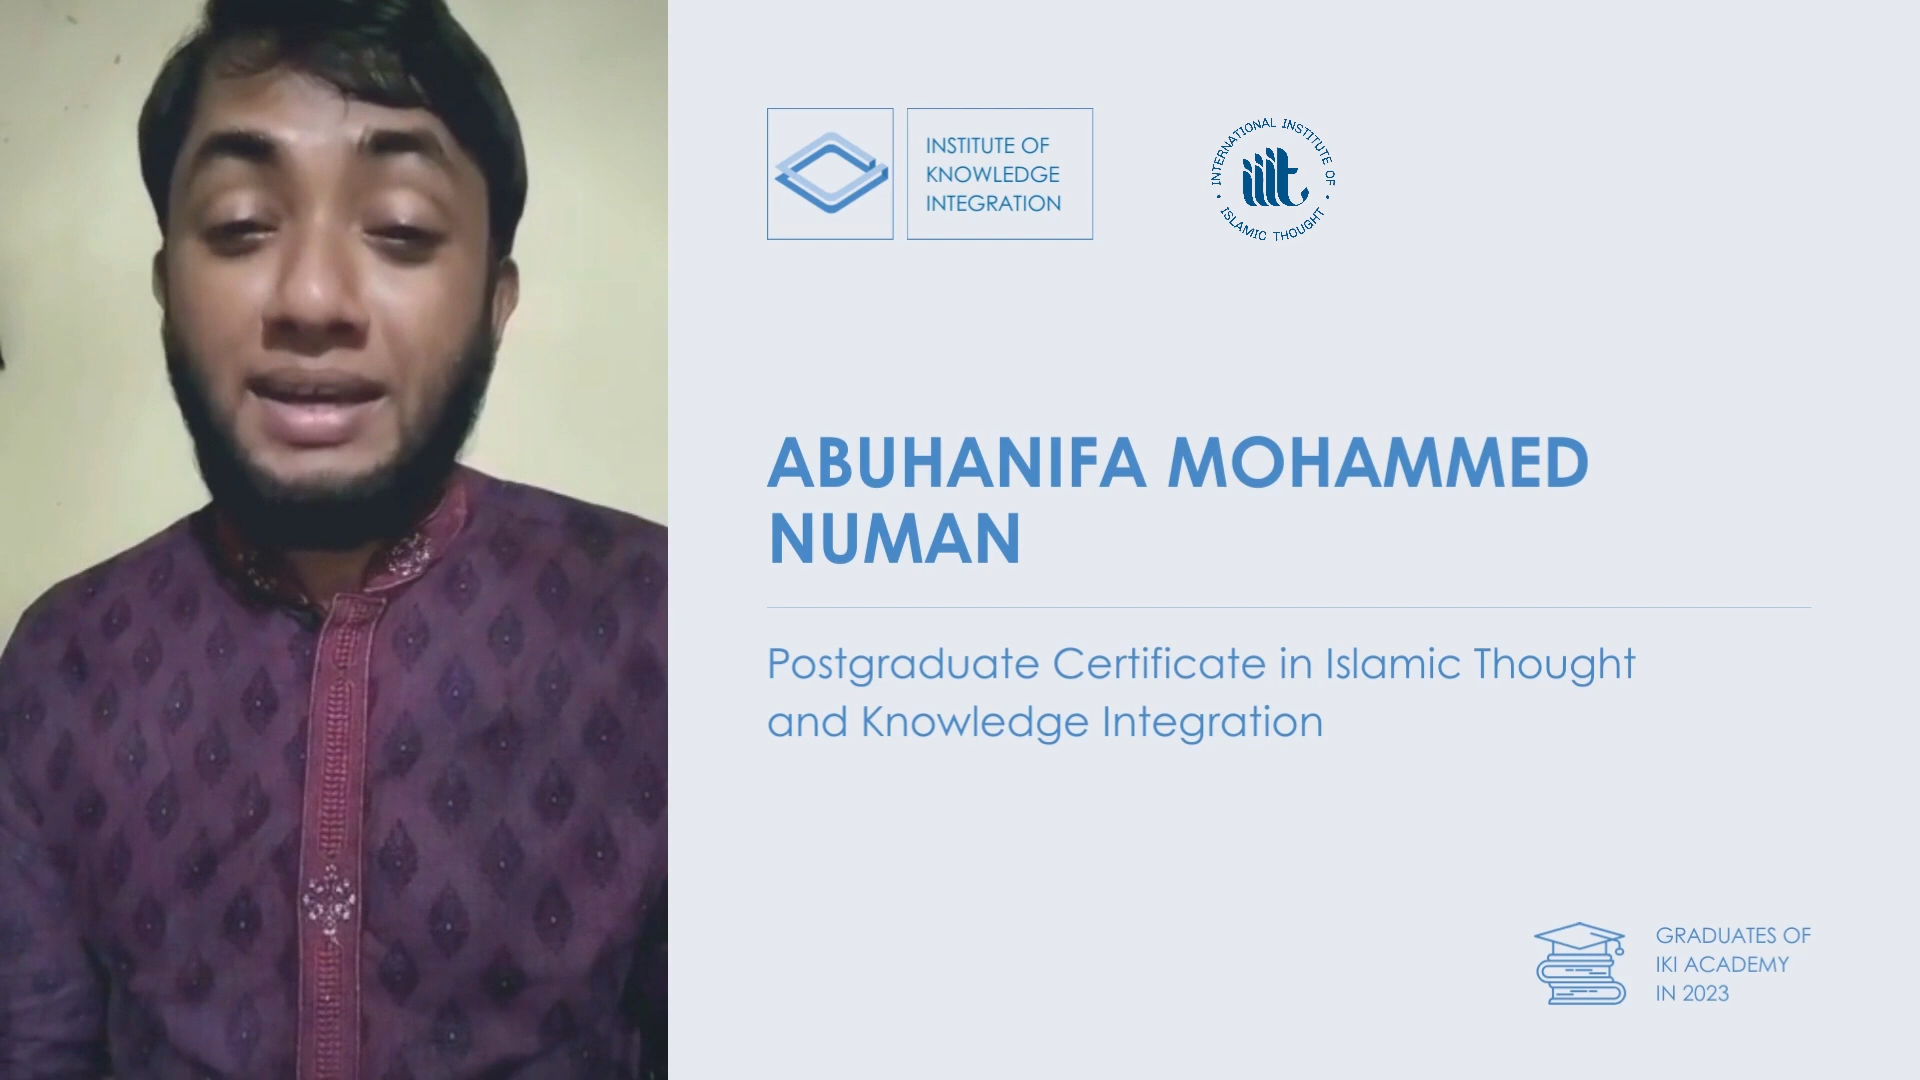 INSTITUTE OF
KNOWLEDGE
INTEGRATION
INTERNATIONAL INSTITUTE OF
ISLAMIC THOUGHT
iiit
ABUHANIFA MOHAMMED
NUMAN
Postgraduate Certificate in Islamic Thought
and Knowledge Integration
GRADUATES OF
IKI ACADEMY
IN 2023